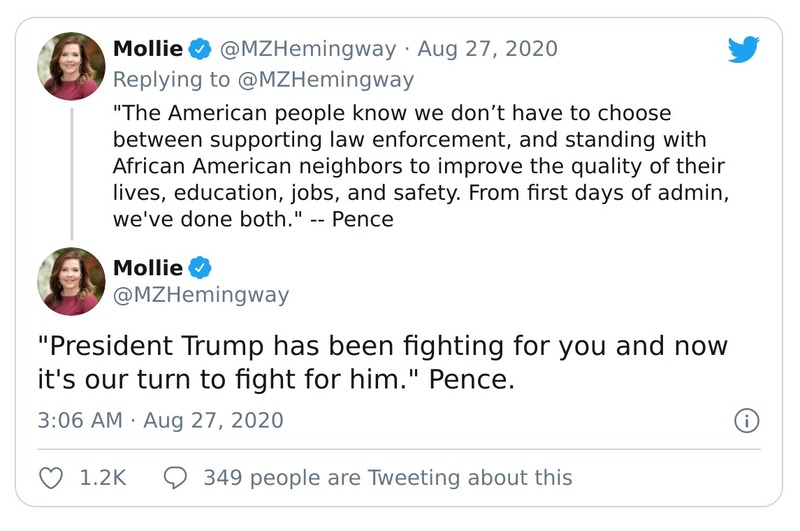 Mollie @MZHemingway · Aug 27, 2020
Replying to @MZHemingway
"The American people know we don’t have to choose
between supporting law enforcement, and standing with
African American neighbors to improve the quality of their
lives, education, jobs, and safety. From first days of admin,
we've done both." -- Pence
Mollie
@MZHemingway
"President Trump has been fighting for you and now
it's our turn to fight for him." Pence.
3:06 AM · Aug 27, 2020
1.2K 349 people are Tweeting about this